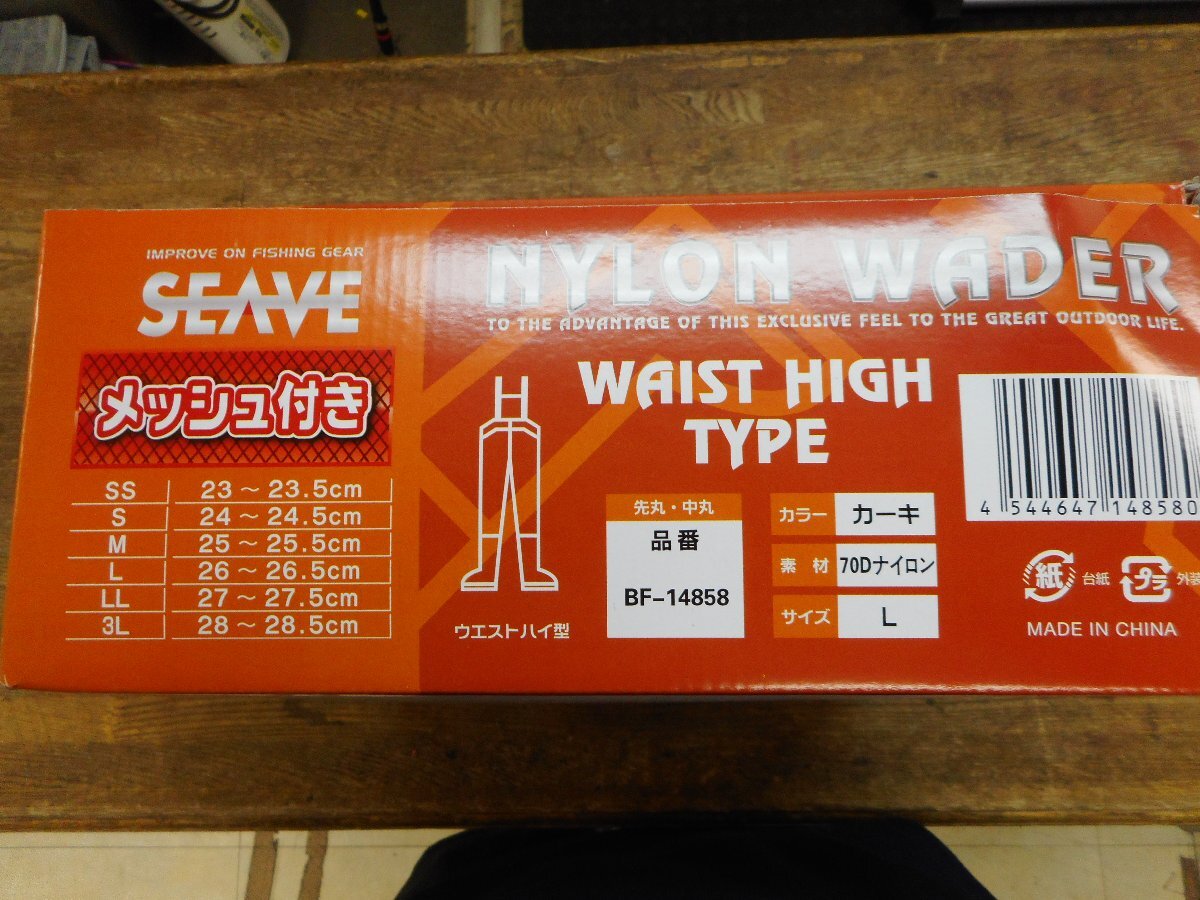 IMPROVE ON FISHING GEAR
SEAVE
メッシュ付き
SS 23～23.5cm
S 24～24.5cm
M 25～25.5cm
L 26～26.5cm
LL 27～27.5cm
3L 28～28.5cm
NYLON WADER
TO THE ADVANTAGE OF THIS EXCLUSIVE FEEL TO THE GREAT OUTDOOR LIFE.
WAIST HIGH
TYPE
ウエストハイ型
先丸・中丸
品番
BF-14858
カラー カーキ
素材 70Dナイロン
サイズ L
4 544647 148580
紙 台紙 プラ 外装
MADE IN CHINA